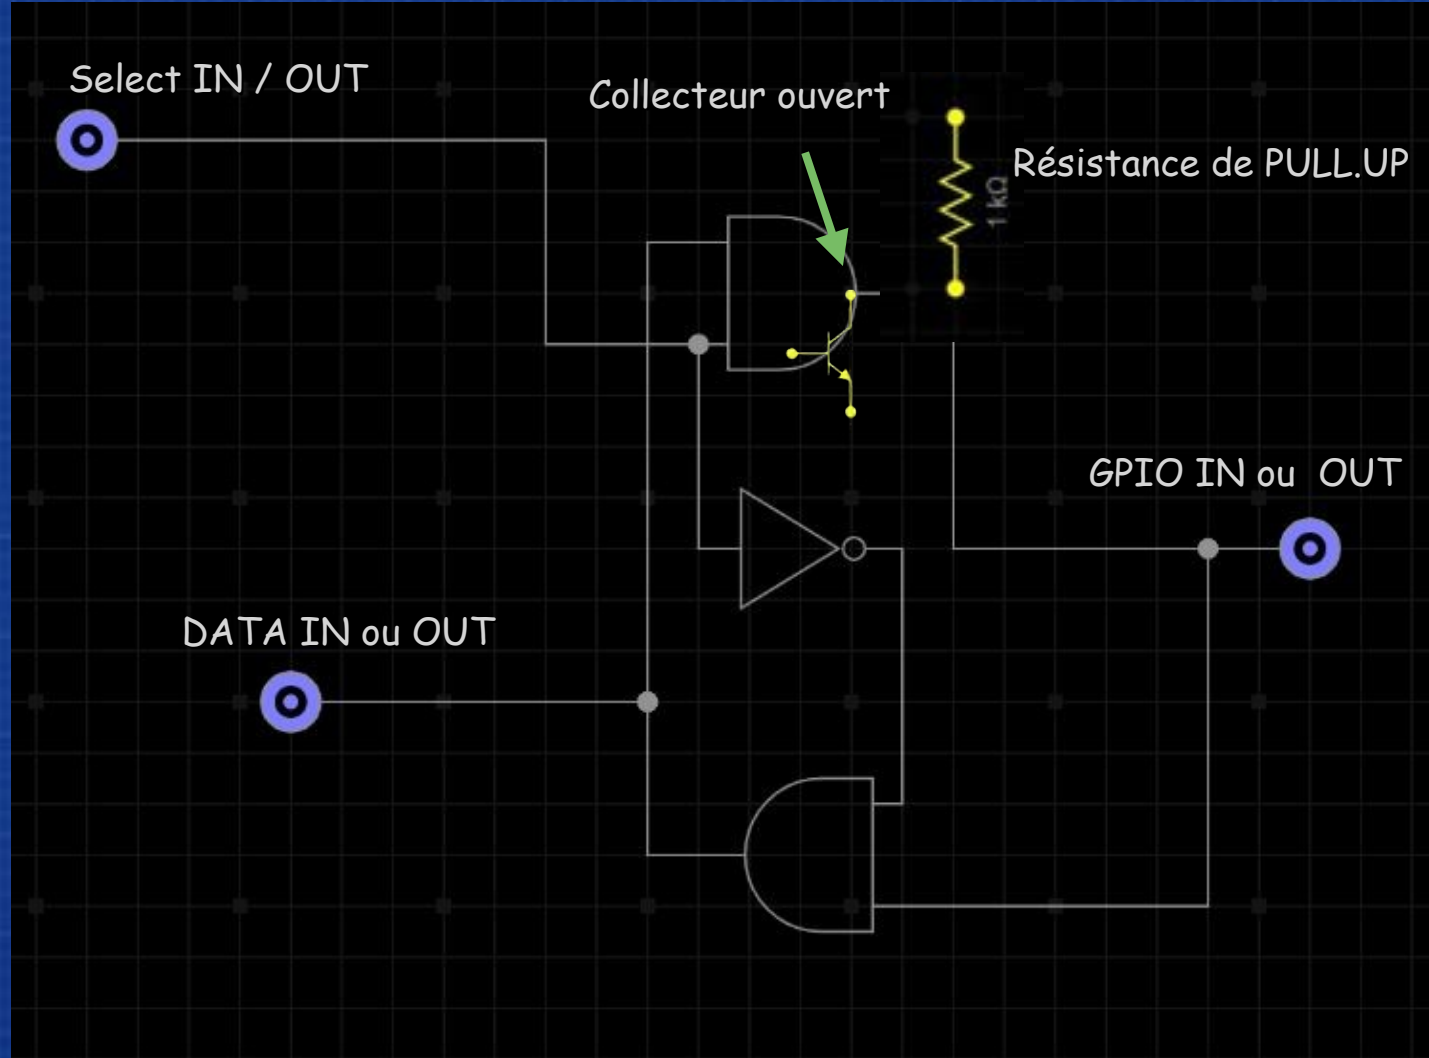 Select IN / OUT
Collecteur ouvert
Résistance de PULL.UP
1 kΩ
GPIO IN ou OUT
DATA IN ou OUT